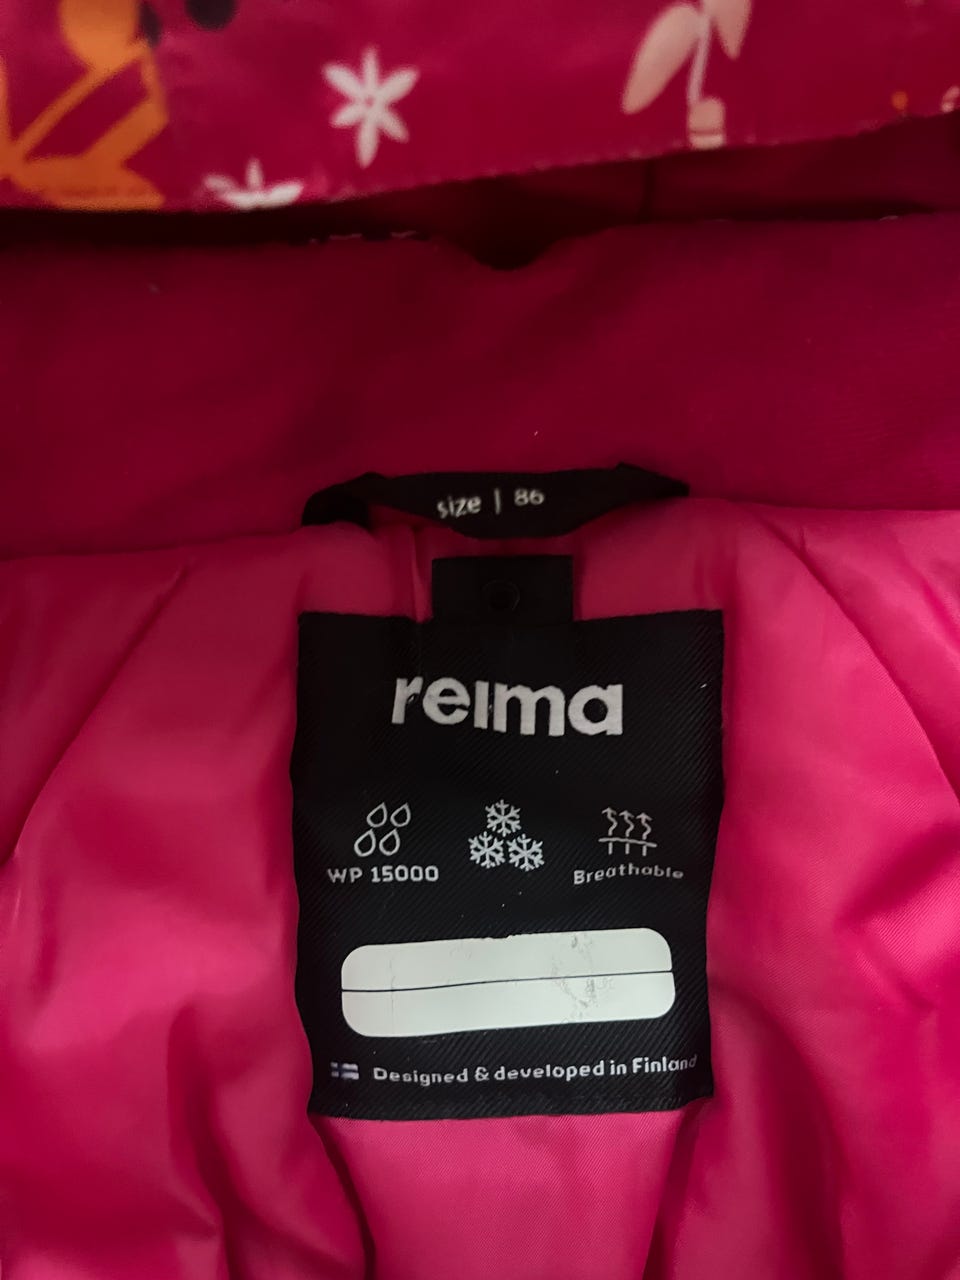 size | 86
reima
WP 15000
Breathable
Designed & developed in Finland